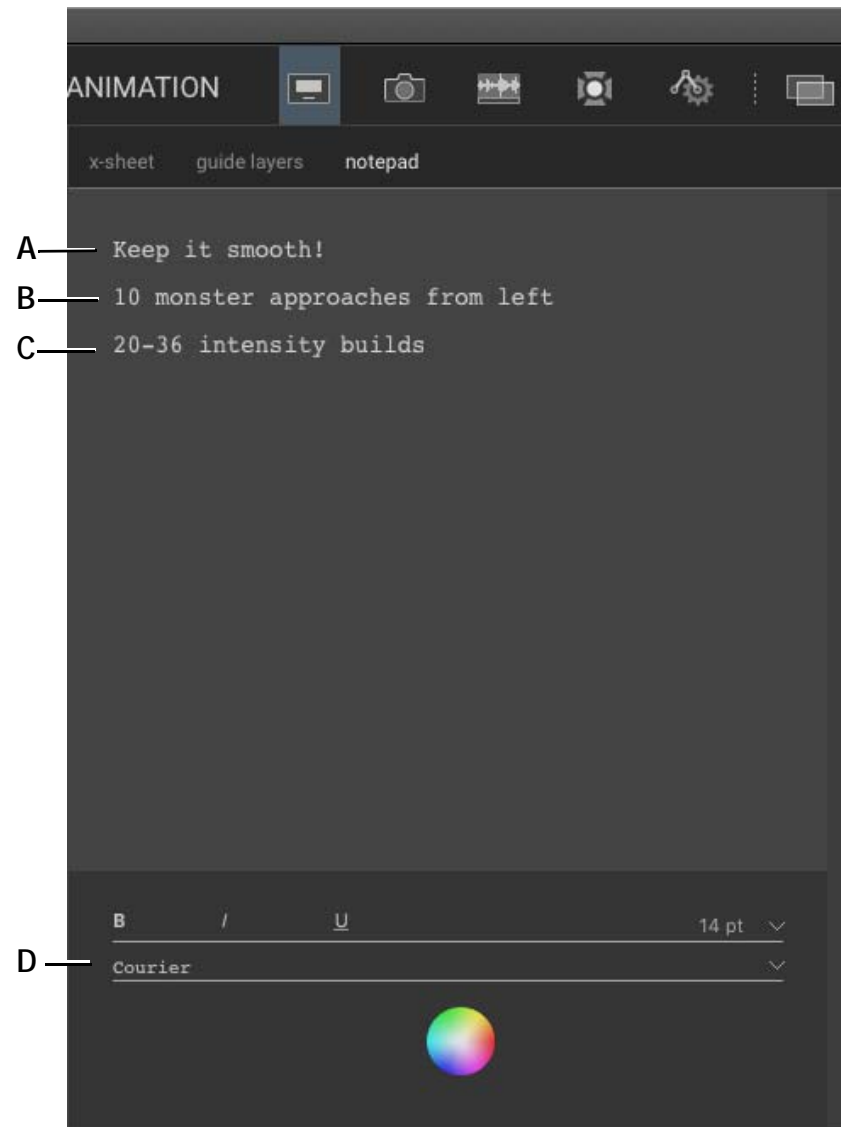 ANIMATION
x-sheet guide layers notepad
A Keep it smooth!
B 10 monster approaches from left
C 20-36 intensity builds
B I U 14 pt
D Courier